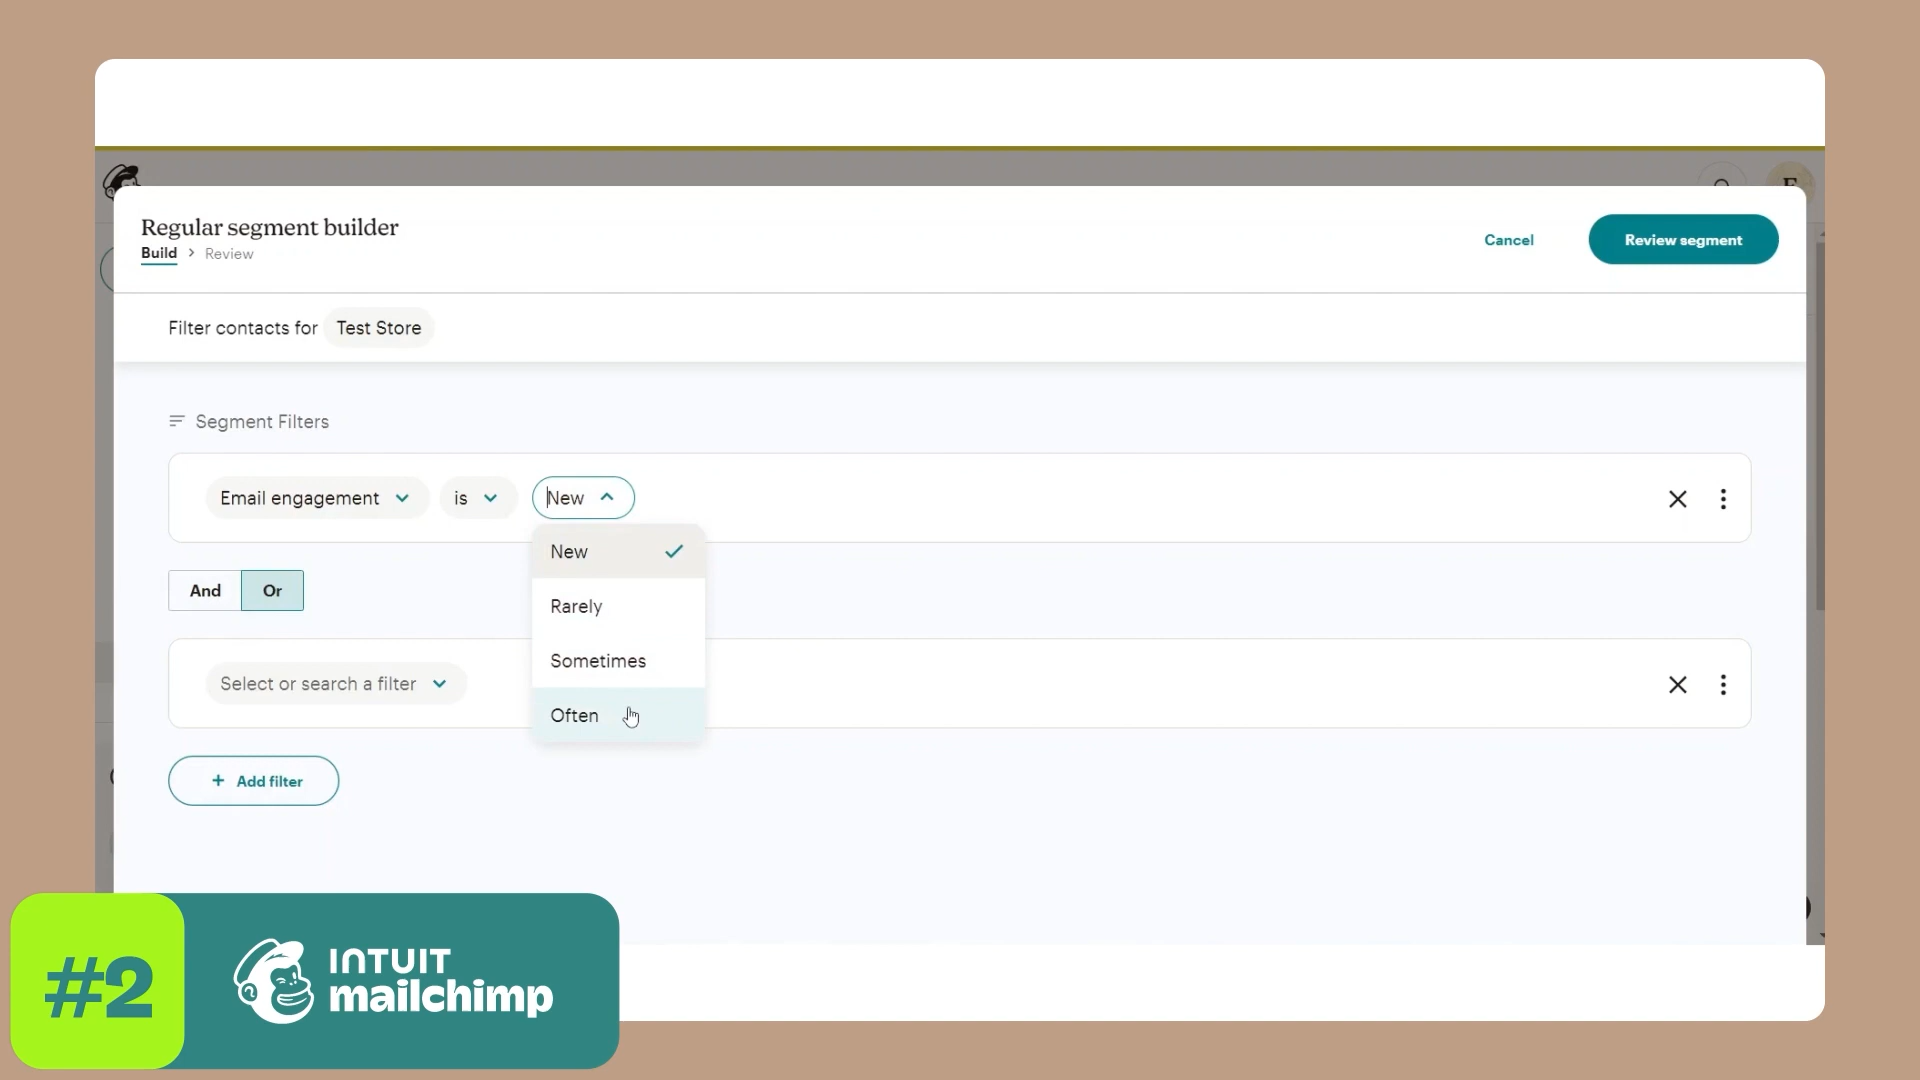 Regular segment builder
Build > Review
Cancel
Review segment
Filter contacts for Test Store
Segment Filters
Email engagement is New
New
Rarely
Sometimes
Often
And Or
Select or search a filter
+ Add filter
#2
INTUIT
mailchimp